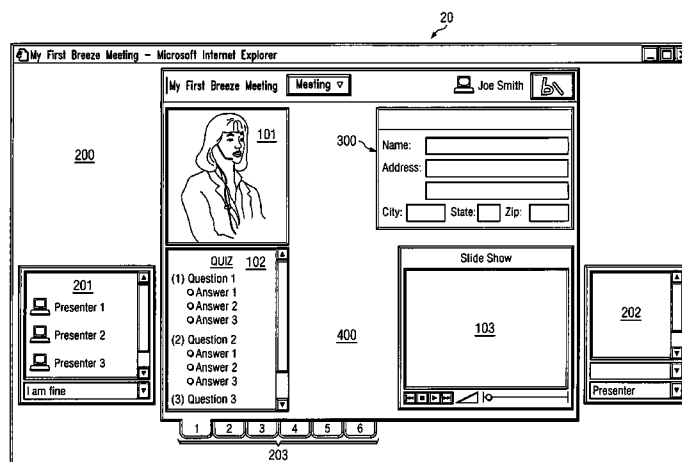 20
My First Breeze Meeting – Microsoft Internet Explorer
My First Breeze Meeting
Meeting
Joe Smith
101
200
300
Name:
Address:
City:
State:
Zip:
QUIZ
102
(1) Question 1
Answer 1
Answer 2
Answer 3
(2) Question 2
Answer 1
Answer 2
Answer 3
(3) Question 3
400
Slide Show
103
201
Presenter 1
Presenter 2
Presenter 3
I am fine
202
Presenter
1 2 3 4 5 6
203